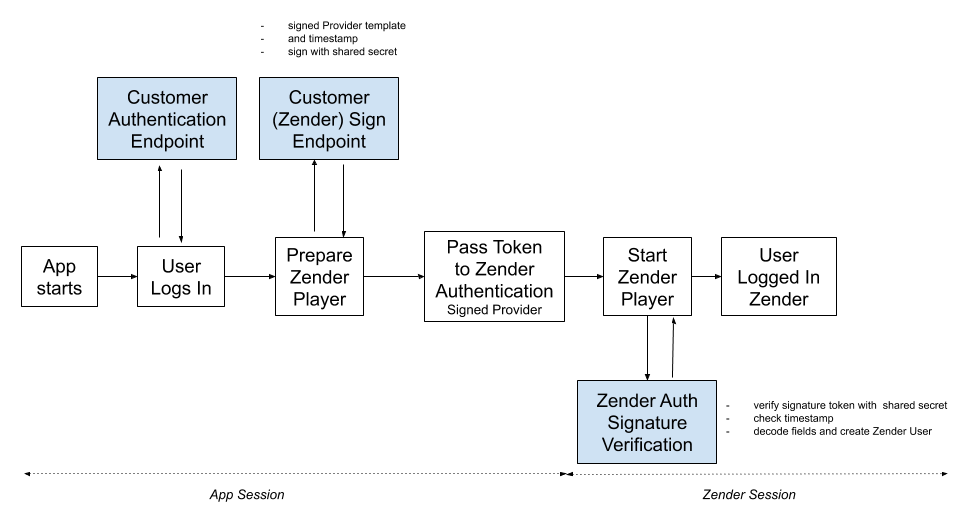 - signed Provider template
- and timestamp
- sign with shared secret
Customer
Authentication
Endpoint
Customer
(Zender) Sign
Endpoint
App
starts
User
Logs In
Prepare
Zender
Player
Pass Token
to Zender
Authentication
Signed Provider
Start
Zender
Player
User
Logged In
Zender
Zender Auth
Signature
Verification
- verify signature token with shared secret
- check timestamp
- decode fields and create Zender User
App Session
Zender Session